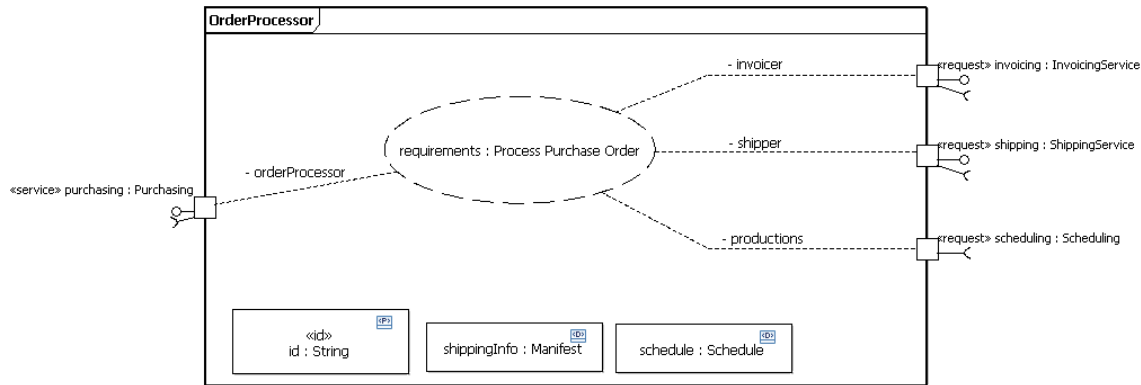 OrderProcessor
- invoicer
«request» invoicing : InvoicingService
requirements : Process Purchase Order
- shipper
«request» shipping : ShippingService
- orderProcessor
«service» purchasing : Purchasing
- productions
«request» scheduling : Scheduling
«id»
id : String
«P»
shippingInfo : Manifest
«D»
schedule : Schedule
«D»